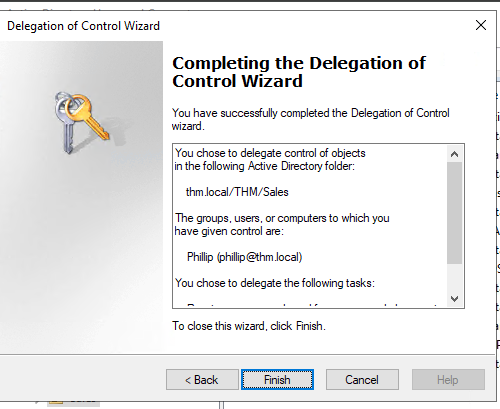 Delegation of Control Wizard
Completing the Delegation of
Control Wizard
You have successfully completed the Delegation of Control
wizard.
You chose to delegate control of objects
in the following Active Directory folder:
thm.local/THM/Sales
The groups, users, or computers to which you
have given control are:
Phillip (phillip@thm.local)
You chose to delegate the following tasks:
To close this wizard, click Finish.
< Back
Finish
Cancel
Help